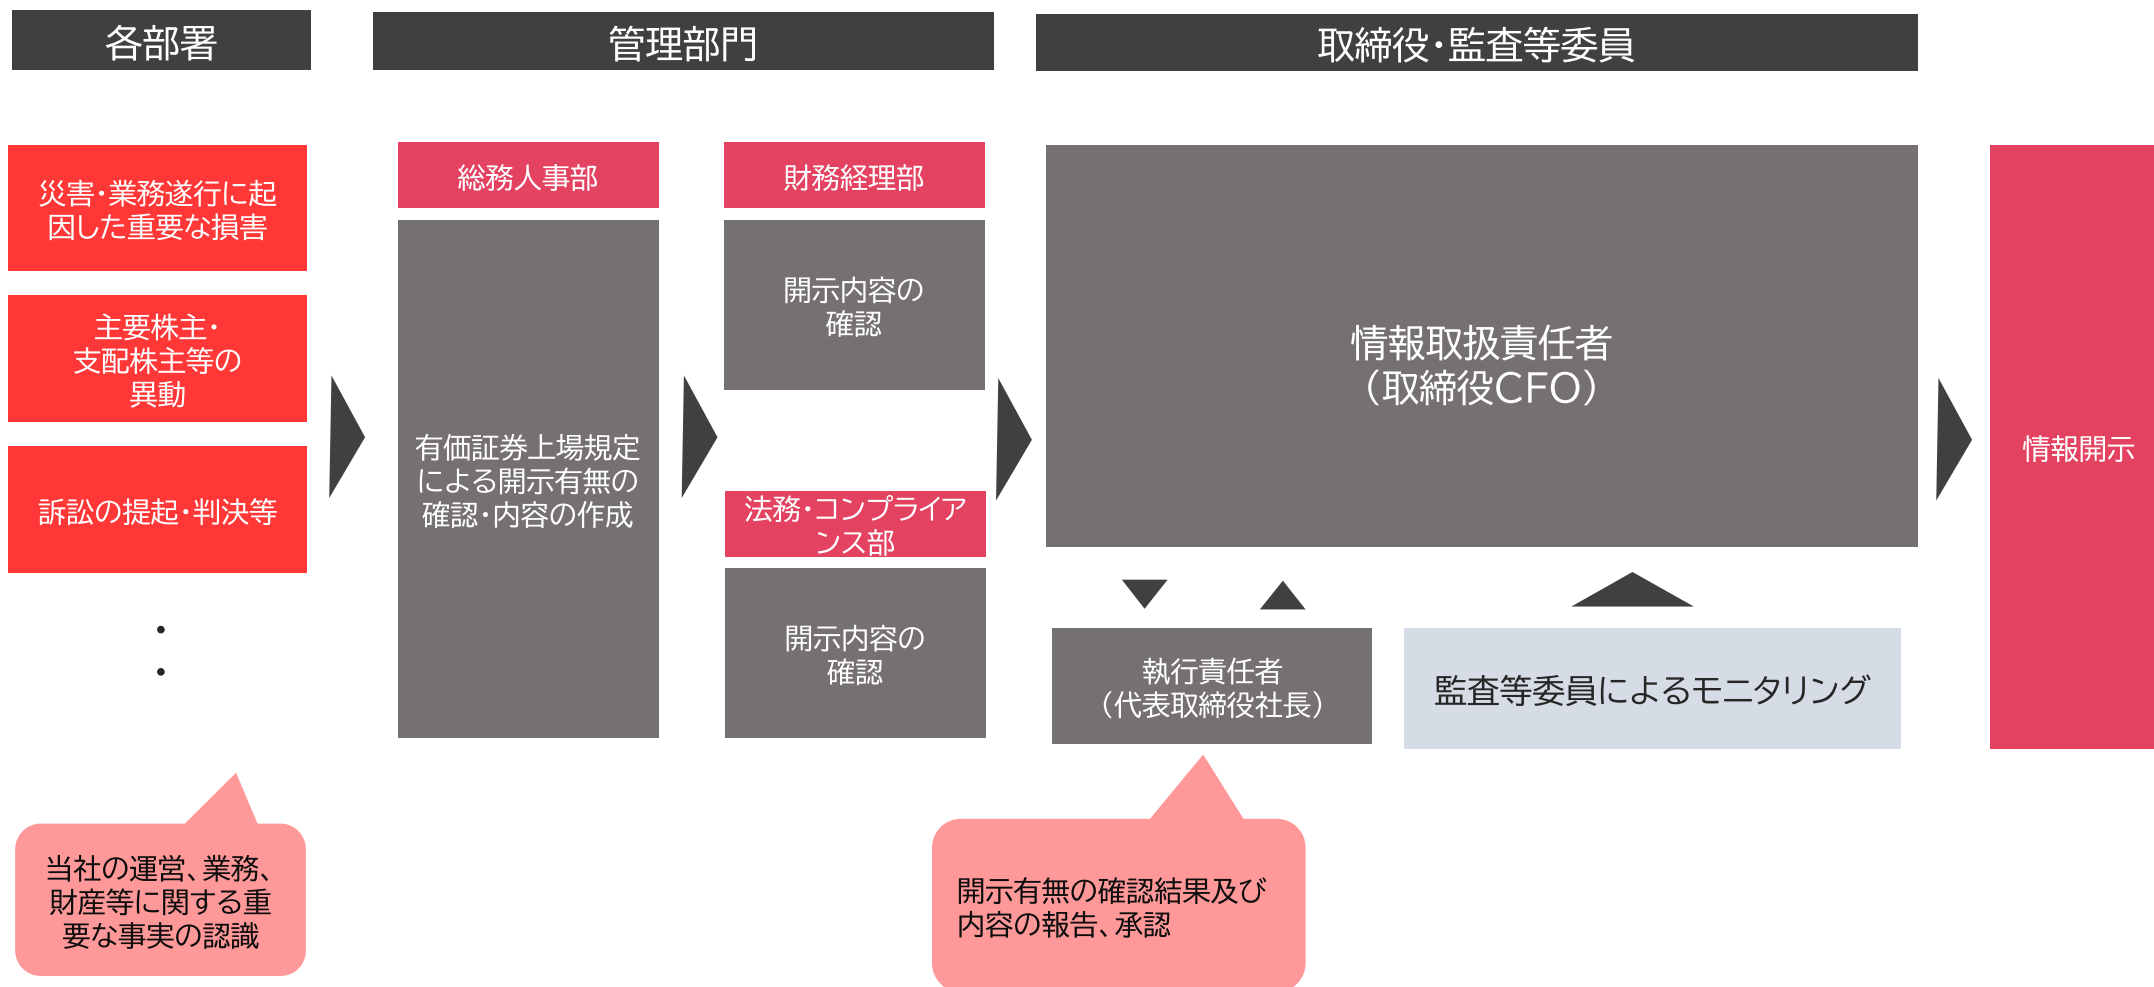 各部署
管理部門
取締役・監査等委員
災害・業務遂行に起
因した重要な損害
主要株主・
支配株主等の
異動
訴訟の提起・判決等
・
・
当社の運営、業務、
財産等に関する重
要な事実の認識
総務人事部
有価証券上場規定
による開示有無の
確認・内容の作成
財務経理部
開示内容の
確認
法務・コンプライア
ンス部
開示内容の
確認
情報取扱責任者
（取締役CFO）
執行責任者
（代表取締役社長）
監査等委員によるモニタリング
開示有無の確認結果及び
内容の報告、承認
情報開示